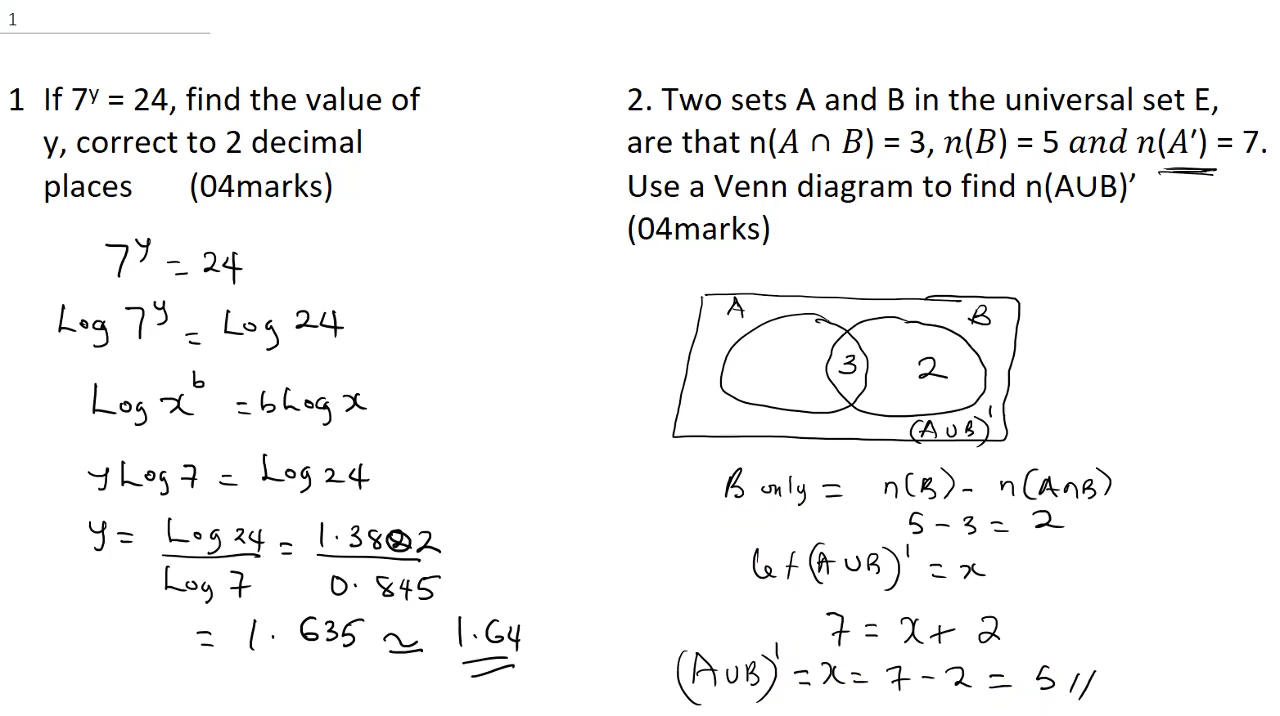 1
1 If 7ʸ = 24, find the value of
y, correct to 2 decimal
places (04marks)
7ʸ = 24
Log 7ʸ = Log 24
Log xᵇ = b Log x
y Log 7 = Log 24
y = Log 24 / Log 7 = 1.3802 / 0.845
= 1.635 ≃ 1.64
2. Two sets A and B in the universal set E,
are that n(A ∩ B) = 3, n(B) = 5 and n(A′) = 7.
Use a Venn diagram to find n(A∪B)’
(04marks)
A B
3 2
(A∪B)'
B only = n(B) - n(A∩B)
5 - 3 = 2
let (A∪B)' = x
7 = x + 2
(A∪B)' = x = 7 - 2 = 5 //